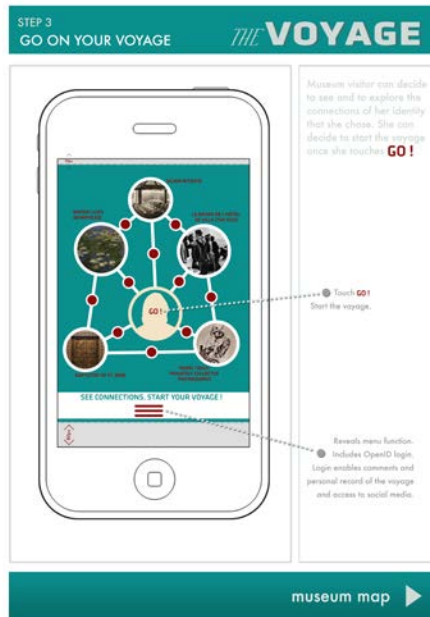 STEP 3
GO ON YOUR VOYAGE
THE VOYAGE
Museum visitor can decide
to see and to explore the
connections of her identity
that she chose. She can
decide to start the voyage
once she touches GO !
GO !
Touch GO !
Start the voyage.
SEE CONNECTIONS, START YOUR VOYAGE !
Reveals menu function.
Includes OpenID login.
Login enables comments and
personal record of the voyage
and access to social media.
museum map